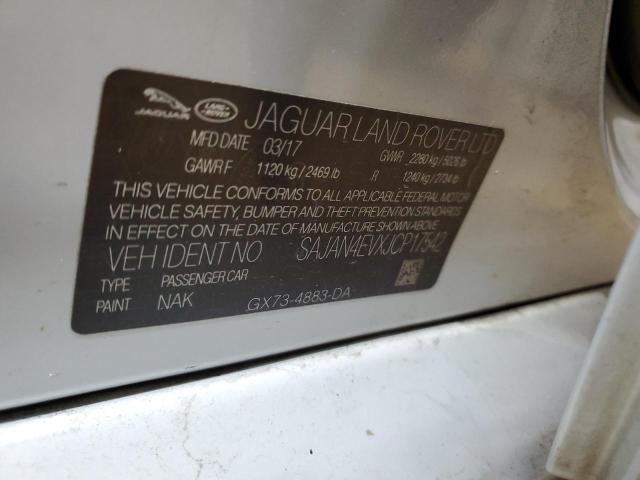 JAGUAR LAND- ROVER JAGUAR LAND ROVER LTD
MFD DATE 03/17 GVWR 2280 kg / 5026 lb
GAWR F 1120 kg / 2469 lb R 1240 kg / 2734 lb
THIS VEHICLE CONFORMS TO ALL APPLICABLE FEDERAL MOTOR
VEHICLE SAFETY, BUMPER AND THEFT PREVENTION STANDARDS
IN EFFECT ON THE DATE OF MANUFACTURE SHOWN ABOVE
VEH IDENT NO SAJAN4EVXJCP17542
TYPE PASSENGER CAR
PAINT NAK GX73-4883-DA